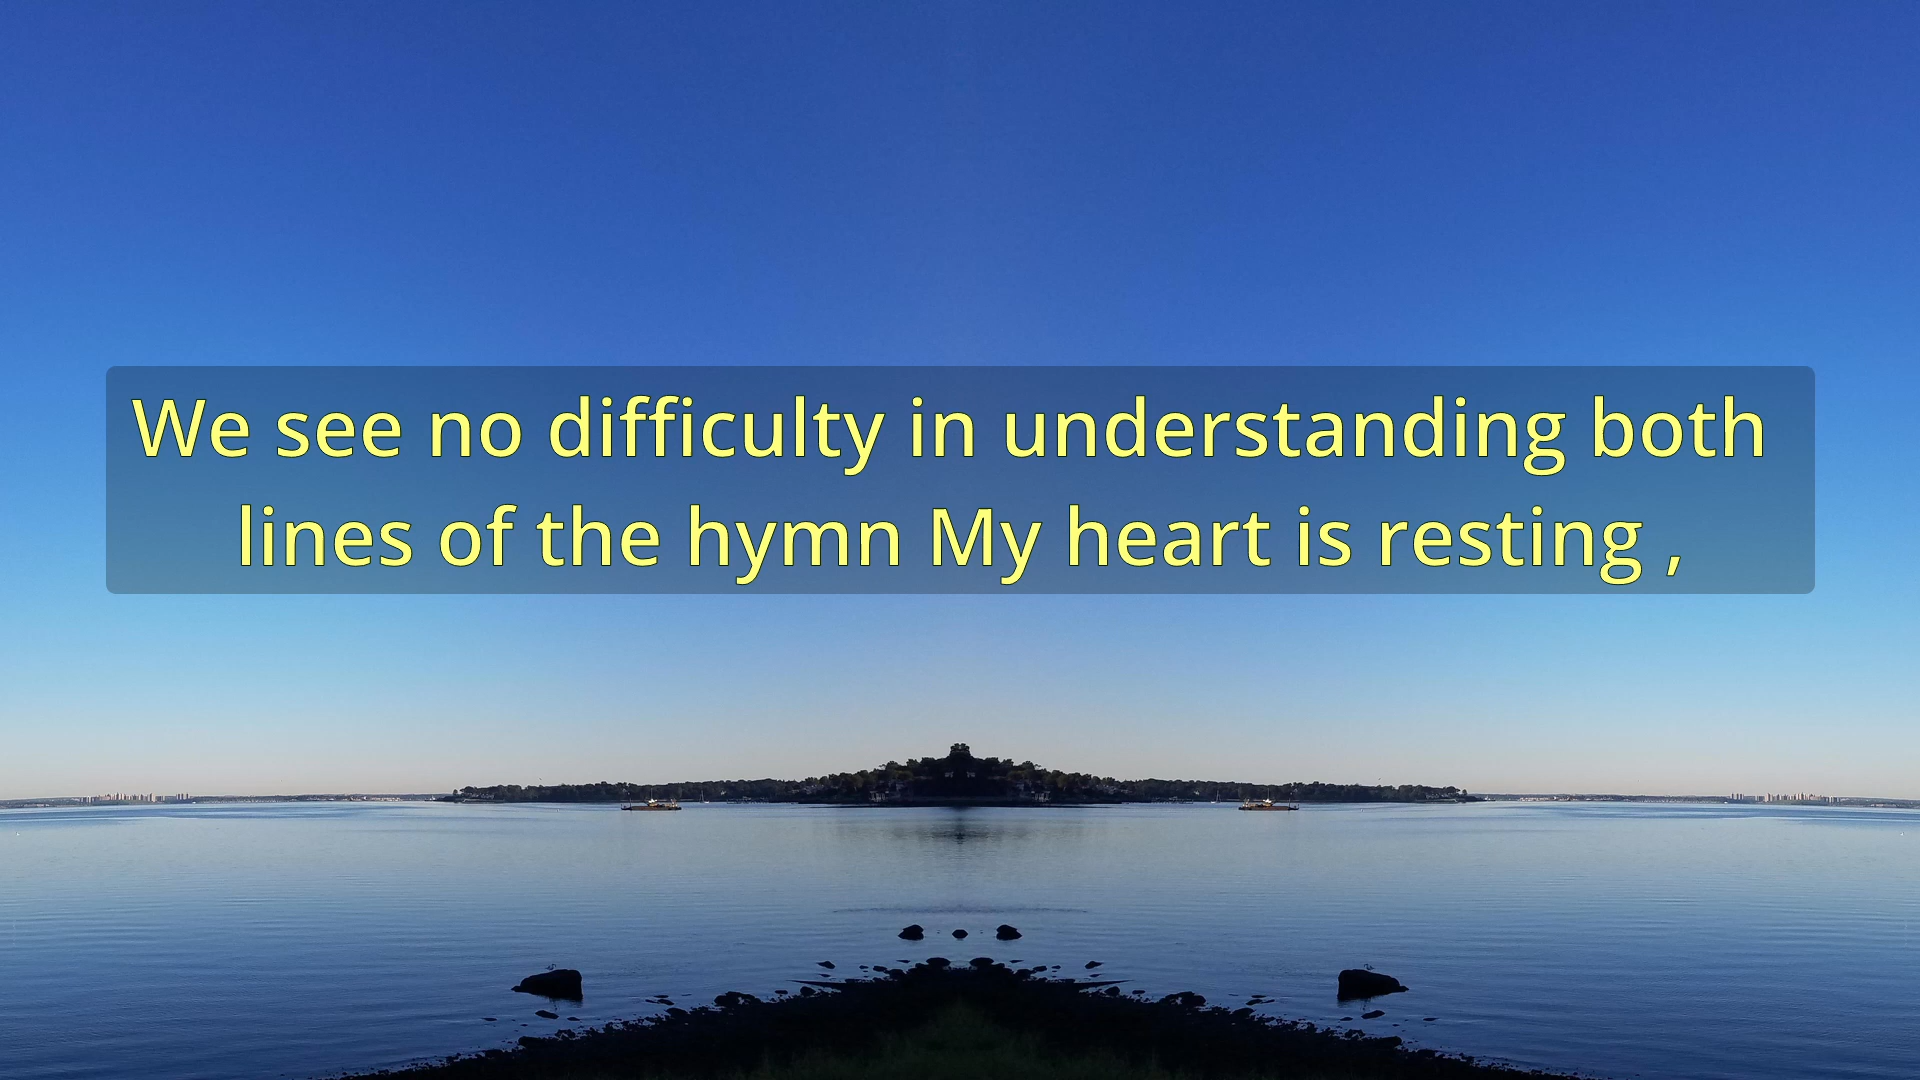 We see no difficulty in understanding both
lines of the hymn My heart is resting ,